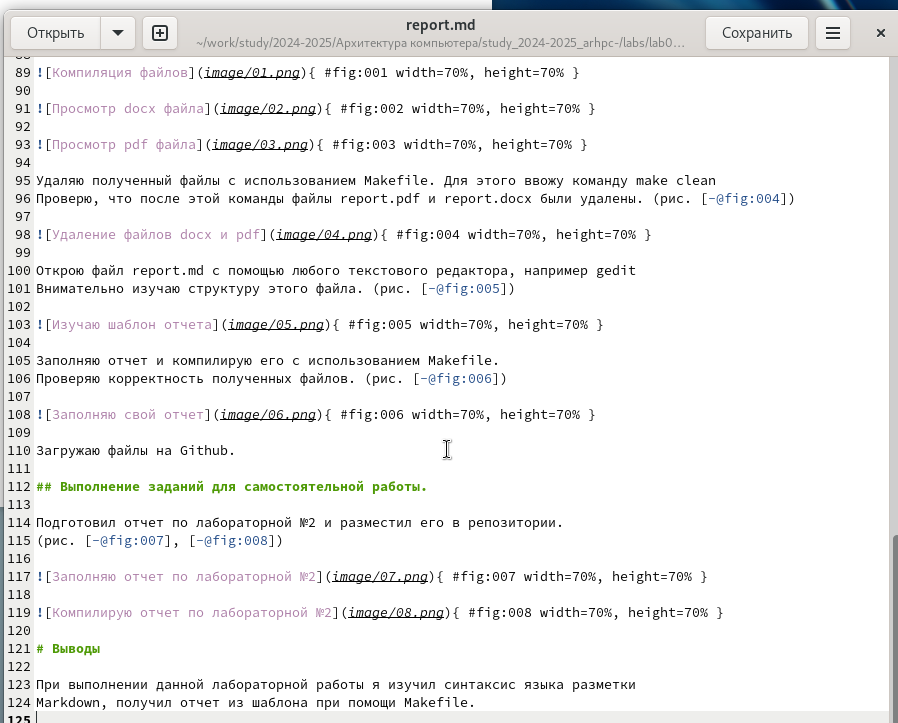 report.md
Открыть
~/work/study/2024-2025/Архитектура компьютера/study_2024-2025_arhpc-/labs/lab0…
Сохранить
89 ![Компиляция файлов](image/01.png){ #fig:001 width=70%, height=70% }
90
91 ![Просмотр docx файла](image/02.png){ #fig:002 width=70%, height=70% }
92
93 ![Просмотр pdf файла](image/03.png){ #fig:003 width=70%, height=70% }
94
95 Удаляю полученный файлы с использованием Makefile. Для этого ввожу команду make clean
96 Проверю, что после этой команды файлы report.pdf и report.docx были удалены. (рис. [-@fig:004])
97
98 ![Удаление файлов docx и pdf](image/04.png){ #fig:004 width=70%, height=70% }
99
100 Открою файл report.md c помощью любого текстового редактора, например gedit
101 Внимательно изучаю структуру этого файла. (рис. [-@fig:005])
102
103 ![Изучаю шаблон отчета](image/05.png){ #fig:005 width=70%, height=70% }
104
105 Заполняю отчет и компилирую его с использованием Makefile.
106 Проверяю корректность полученных файлов. (рис. [-@fig:006])
107
108 ![Заполняю свой отчет](image/06.png){ #fig:006 width=70%, height=70% }
109
110 Загружаю файлы на Github.
111
112 ## Выполнение заданий для самостоятельной работы.
113
114 Подготовил отчет по лабораторной №2 и разместил его в репозитории.
115 (рис. [-@fig:007], [-@fig:008])
116
117 ![Заполняю отчет по лабораторной №2](image/07.png){ #fig:007 width=70%, height=70% }
118
119 ![Компилирую отчет по лабораторной №2](image/08.png){ #fig:008 width=70%, height=70% }
120
121 # Выводы
122
123 При выполнении данной лабораторной работы я изучил синтаксис языка разметки
124 Markdown, получил отчет из шаблона при помощи Makefile.
125